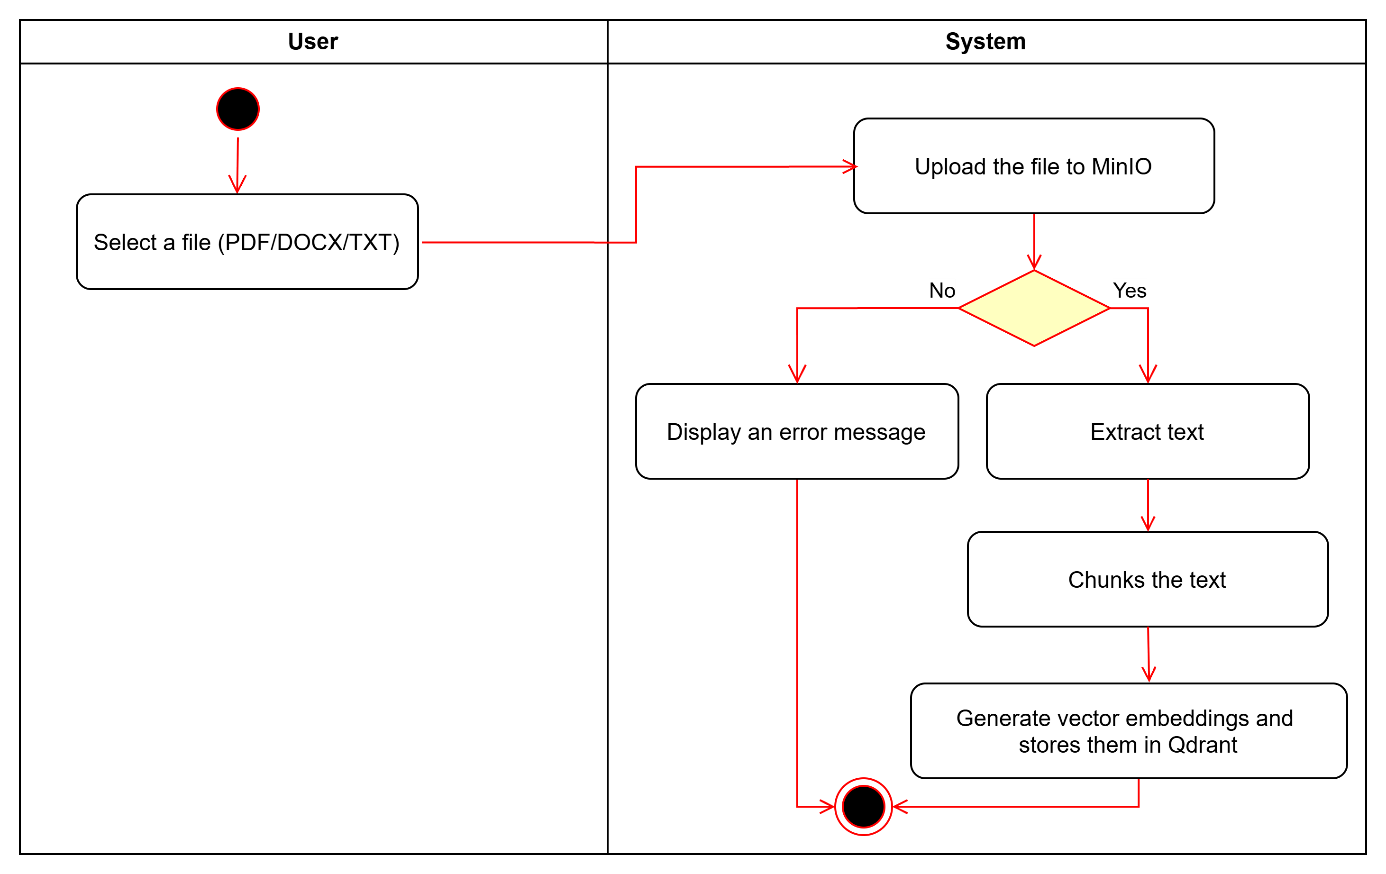 User
System
Upload the file to MinIO
Select a file (PDF/DOCX/TXT)
No
Yes
Display an error message
Extract text
Chunks the text
Generate vector embeddings and
stores them in Qdrant